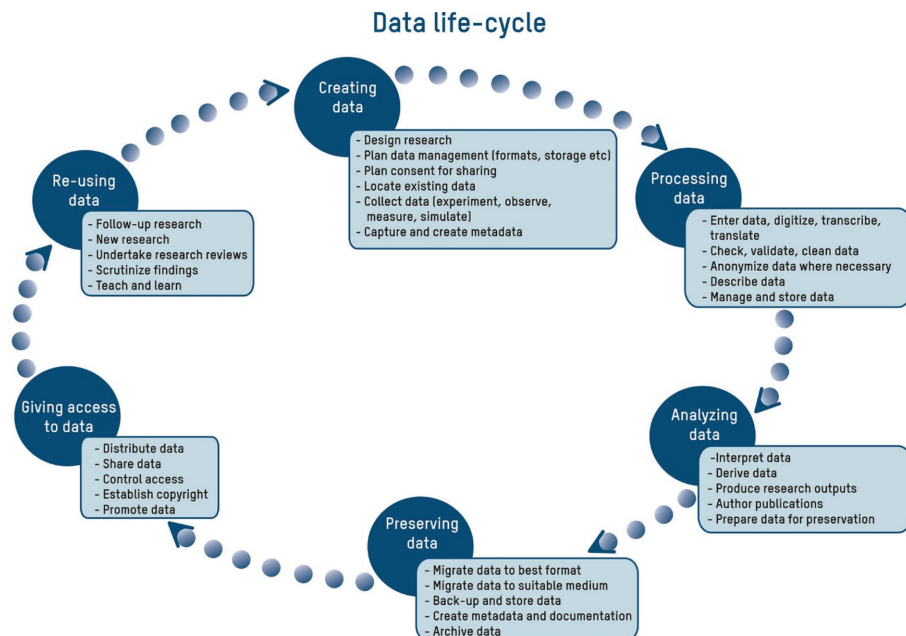 Data life-cycle
Creating
data
- Design research
- Plan data management (formats, storage etc)
- Plan consent for sharing
- Locate existing data
- Collect data (experiment, observe,
measure, simulate)
- Capture and create metadata
Processing
data
- Enter data, digitize, transcribe,
translate
- Check, validate, clean data
- Anonymize data where necessary
- Describe data
- Manage and store data
Analyzing
data
-Interpret data
- Derive data
- Produce research outputs
- Author publications
- Prepare data for preservation
Preserving
data
- Migrate data to best format
- Migrate data to suitable medium
- Back-up and store data
- Create metadata and documentation
- Archive data
Giving access
to data
- Distribute data
- Share data
- Control access
- Establish copyright
- Promote data
Re-using
data
- Follow-up research
- New research
- Undertake research reviews
- Scrutinize findings
- Teach and learn